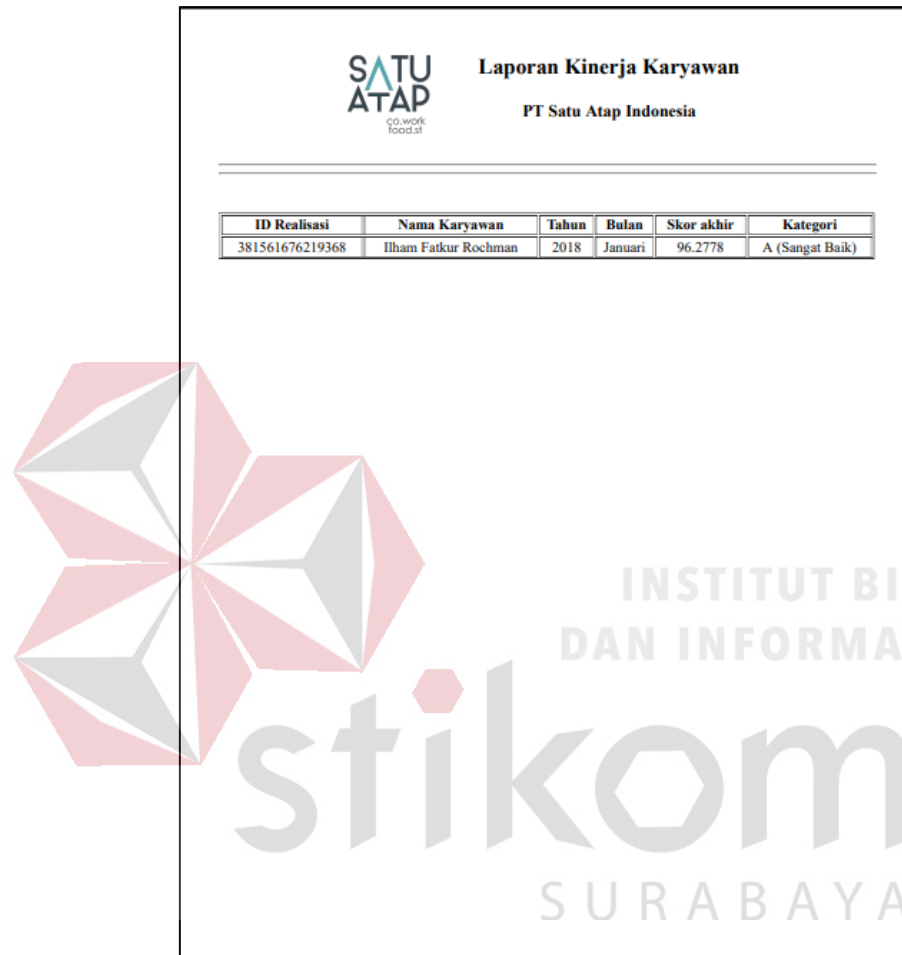 SATU
ATAP
co.work
food.st
Laporan Kinerja Karyawan
PT Satu Atap Indonesia
ID Realisasi Nama Karyawan Tahun Bulan Skor akhir Kategori
381561676219368 Ilham Fatkur Rochman 2018 Januari 96.2778 A (Sangat Baik)
INSTITUT BI
DAN INFORMA
stikom
SURABAYA